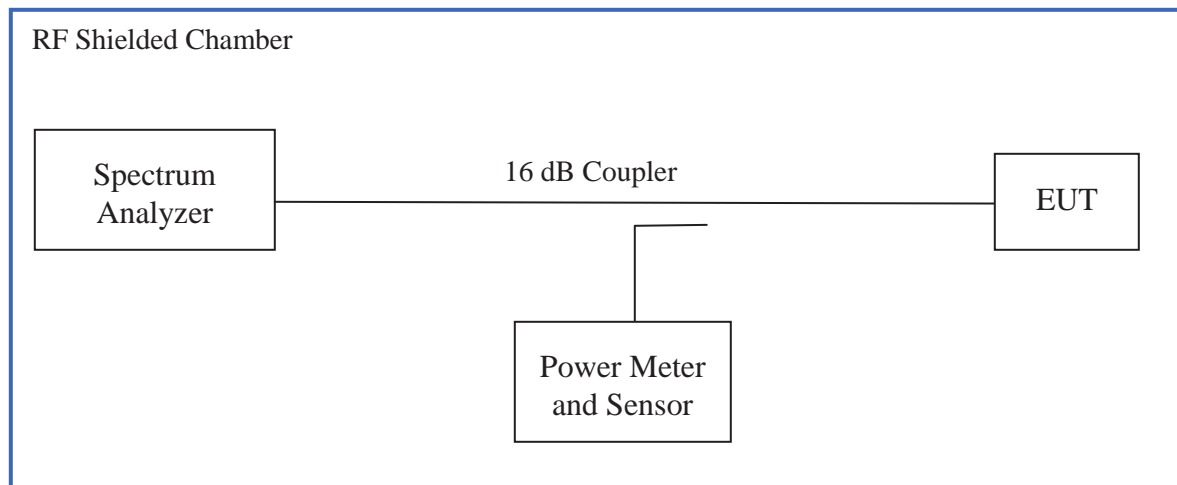 RF Shielded Chamber
Spectrum
Analyzer
16 dB Coupler
EUT
Power Meter
and Sensor